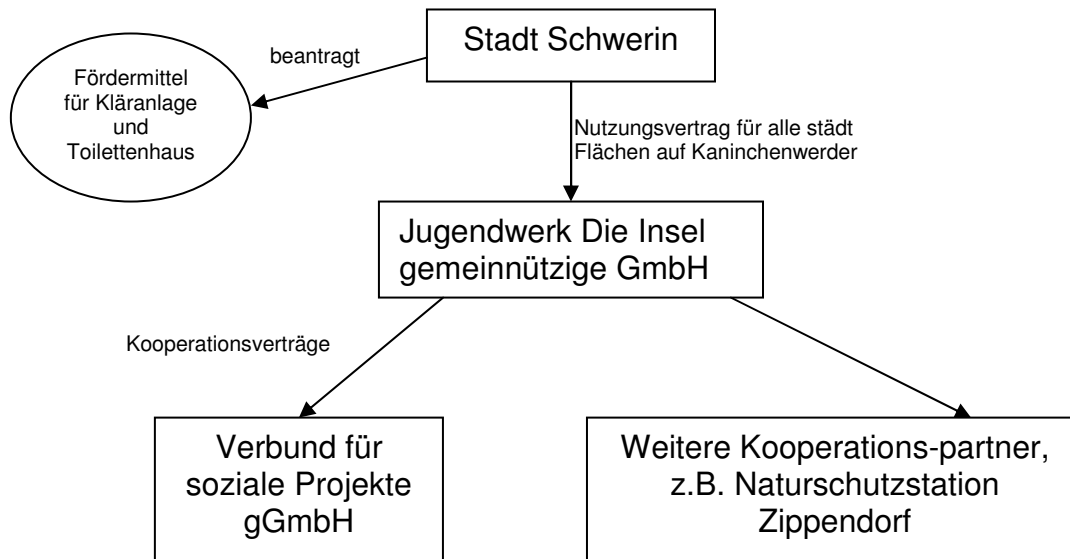 Stadt Schwerin
beantragt
Fördermittel
für Kläranlage
und
Toilettenhaus
Nutzungsvertrag für alle städt
Flächen auf Kaninchenwerder
Jugendwerk Die Insel
gemeinnützige GmbH
Kooperationsverträge
Verbund für
soziale Projekte
gGmbH
Weitere Kooperations-partner,
z.B. Naturschutzstation
Zippendorf